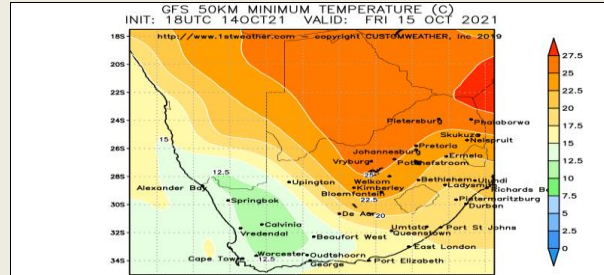 GFS 50KM MINIMUM TEMPERATURE (C)
INIT: 18UTC 14OCT21 VALID: FRI 15 OCT 2021
http://www.1stweather.com copyright CUSTOMWEATHER, Inc 2019
18S
20S
22S
24S
26S
28S
30S
32S
34S
15
12.5
12.5
22.5
20
Pietersburg
Phalaborwa
Skukuza
Nelspruit
Pretoria
Johannesburg
Ermelo
Vryburg
Potchefstroom
Welkom
Bethlehem
Ulundi
Kimberley
Ladysmith
Richards B
Bloemfontein
Pietermaritzburg
Durban
Alexander Bay
Upington
Springbok
De Aar
Calvinia
Umtata
Port St Johns
Vredendal
Queenstown
Beaufort West
East London
Cape Town
Worcester
Oudtshoorn
George
Port Elizabeth
27.5
25
22.5
20
17.5
15
12.5
10
7.5
5
2.5
0